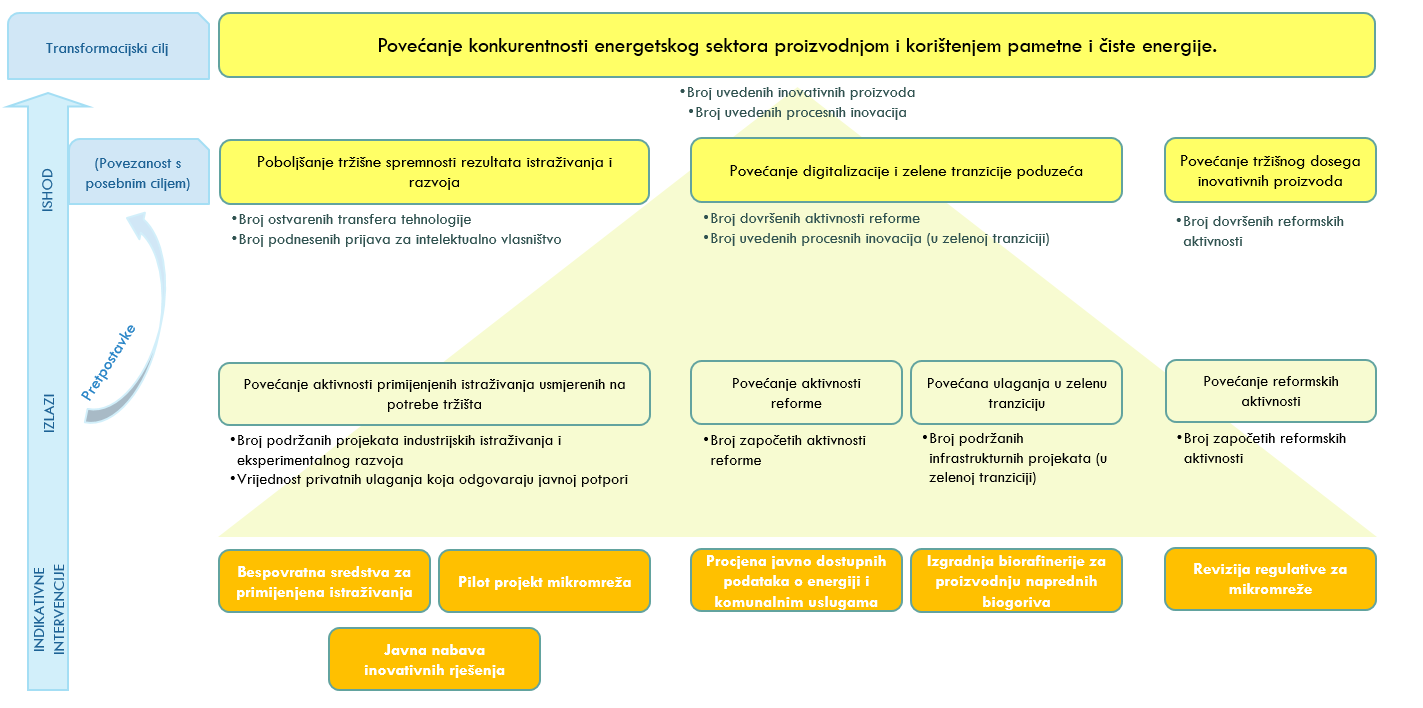 Transformacijski cilj
Povećanje konkurentnosti energetskog sektora proizvodnjom i korištenjem pametne i čiste energije.
•Broj uvedenih inovativnih proizvoda
•Broj uvedenih procesnih inovacija
ISHOD
(Povezanost s
posebnim ciljem)
Poboljšanje tržišne spremnosti rezultata istraživanja i
razvoja
•Broj ostvarenih transfera tehnologije
•Broj podnesenih prijava za intelektualno vlasništvo
Povećanje digitalizacije i zelene tranzicije poduzeća
•Broj dovršenih aktivnosti reforme
•Broj uvedenih procesnih inovacija (u zelenoj tranziciji)
Povećanje tržišnog dosega
inovativnih proizvoda
•Broj dovršenih reformskih
aktivnosti
Pretpostavke
IZLAZI
Povećanje aktivnosti primijenjenih istraživanja usmjerenih na
potrebe tržišta
•Broj podržanih projekata industrijskih istraživanja i
eksperimentalnog razvoja
•Vrijednost privatnih ulaganja koja odgovaraju javnoj potpori
Povećanje aktivnosti
reforme
•Broj započetih aktivnosti
reforme
Povećana ulaganja u zelenu
tranziciju
•Broj podržanih
infrastrukturnih projekata (u
zelenoj tranziciji)
Povećanje reformskih
aktivnosti
•Broj započetih reformskih
aktivnosti
INDIKATIVNE
INTERVENCIJE
Bespovratna sredstva za
primijenjena istraživanja
Pilot projekt mikromreža
Javna nabava
inovativnih rješenja
Procjena javno dostupnih
podataka o energiji i
komunalnim uslugama
Izgradnja biorafinerije za
proizvodnju naprednih
biogoriva
Revizija regulative za
mikromreže